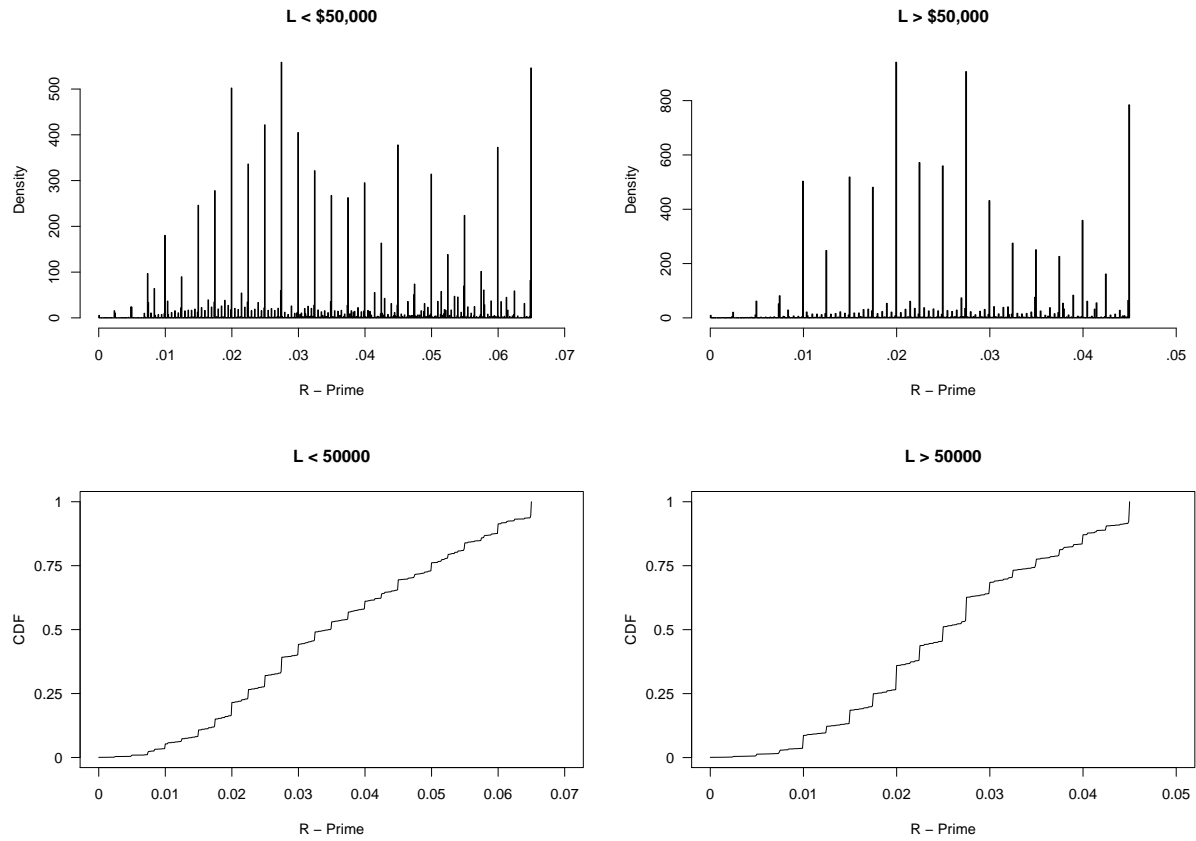 L < $50,000
Density
0
100
200
300
400
500
0 .01 .02 .03 .04 .05 .06 .07
R − Prime
L > $50,000
Density
0
200
400
600
800
0 .01 .02 .03 .04 .05
R − Prime
L < 50000
CDF
0
0.25
0.5
0.75
1
0 0.01 0.02 0.03 0.04 0.05 0.06 0.07
R − Prime
L > 50000
CDF
0
0.25
0.5
0.75
1
0 0.01 0.02 0.03 0.04 0.05
R − Prime